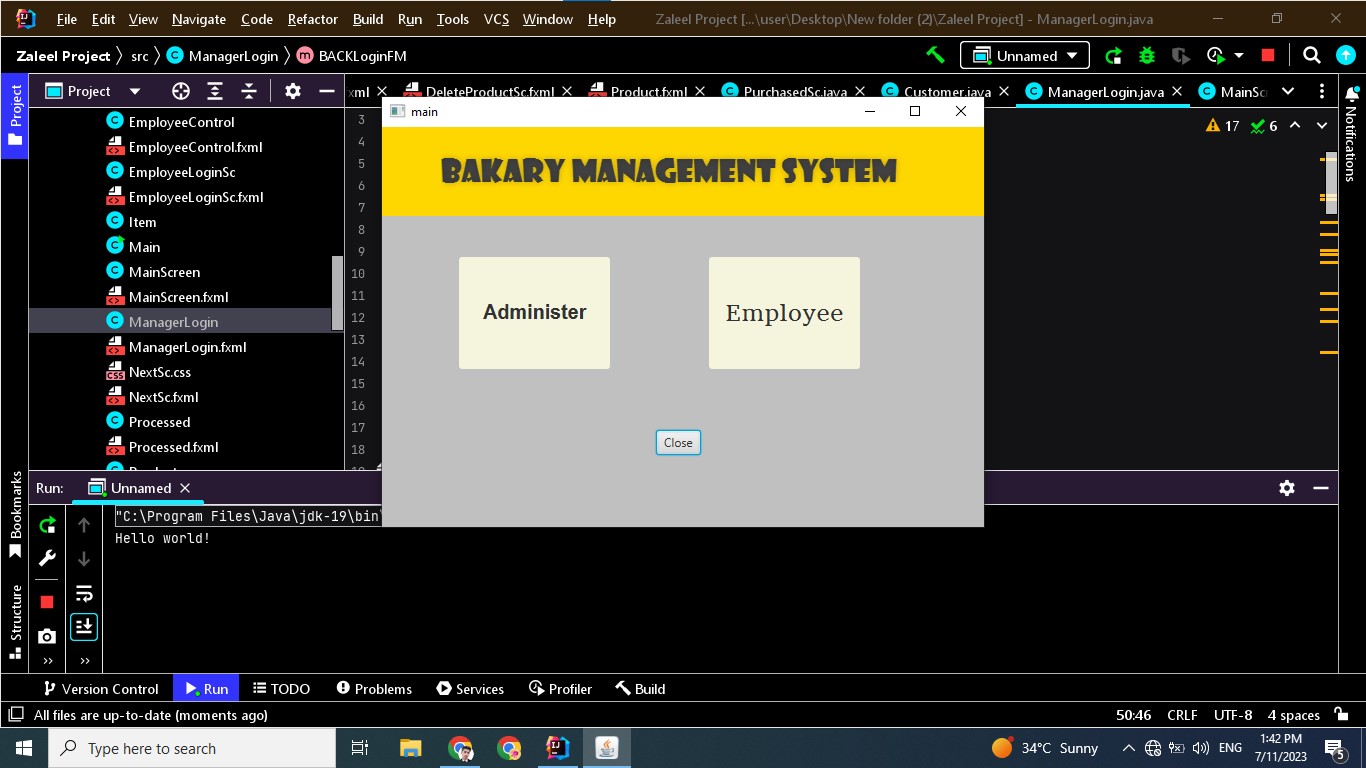 File Edit View Navigate Code Refactor Build Run Tools VCS Window Help Zaleel Project [...\user\Desktop\New folder (2)\Zaleel Project] - ManagerLogin.java
Zaleel Project src ManagerLogin BACKLoginFM Unnamed
Project
Project
xml DeleteProductSc.fxml Product.fxml PurchasedSc.java Customer.java ManagerLogin.java MainSc
Notifications
17 6
EmployeeControl
EmployeeControl.fxml
EmployeeLoginSc
EmployeeLoginSc.fxml
Item
Main
MainScreen
MainScreen.fxml
ManagerLogin
ManagerLogin.fxml
NextSc.css
NextSc.fxml
Processed
Processed.fxml
3
4
5
6
7
8
9
10
11
12
13
14
15
16
17
18
main
BAKARY MANAGEMENT SYSTEM
Administer Employee
Close
Bookmarks
Structure
Run: Unnamed
"C:\Program Files\Java\jdk-19\bin\
Hello world!
Version Control Run TODO Problems Services Profiler Build
All files are up-to-date (moments ago) 50:46 CRLF UTF-8 4 spaces
Type here to search 34°C Sunny ENG 1:42 PM
7/11/2023 5